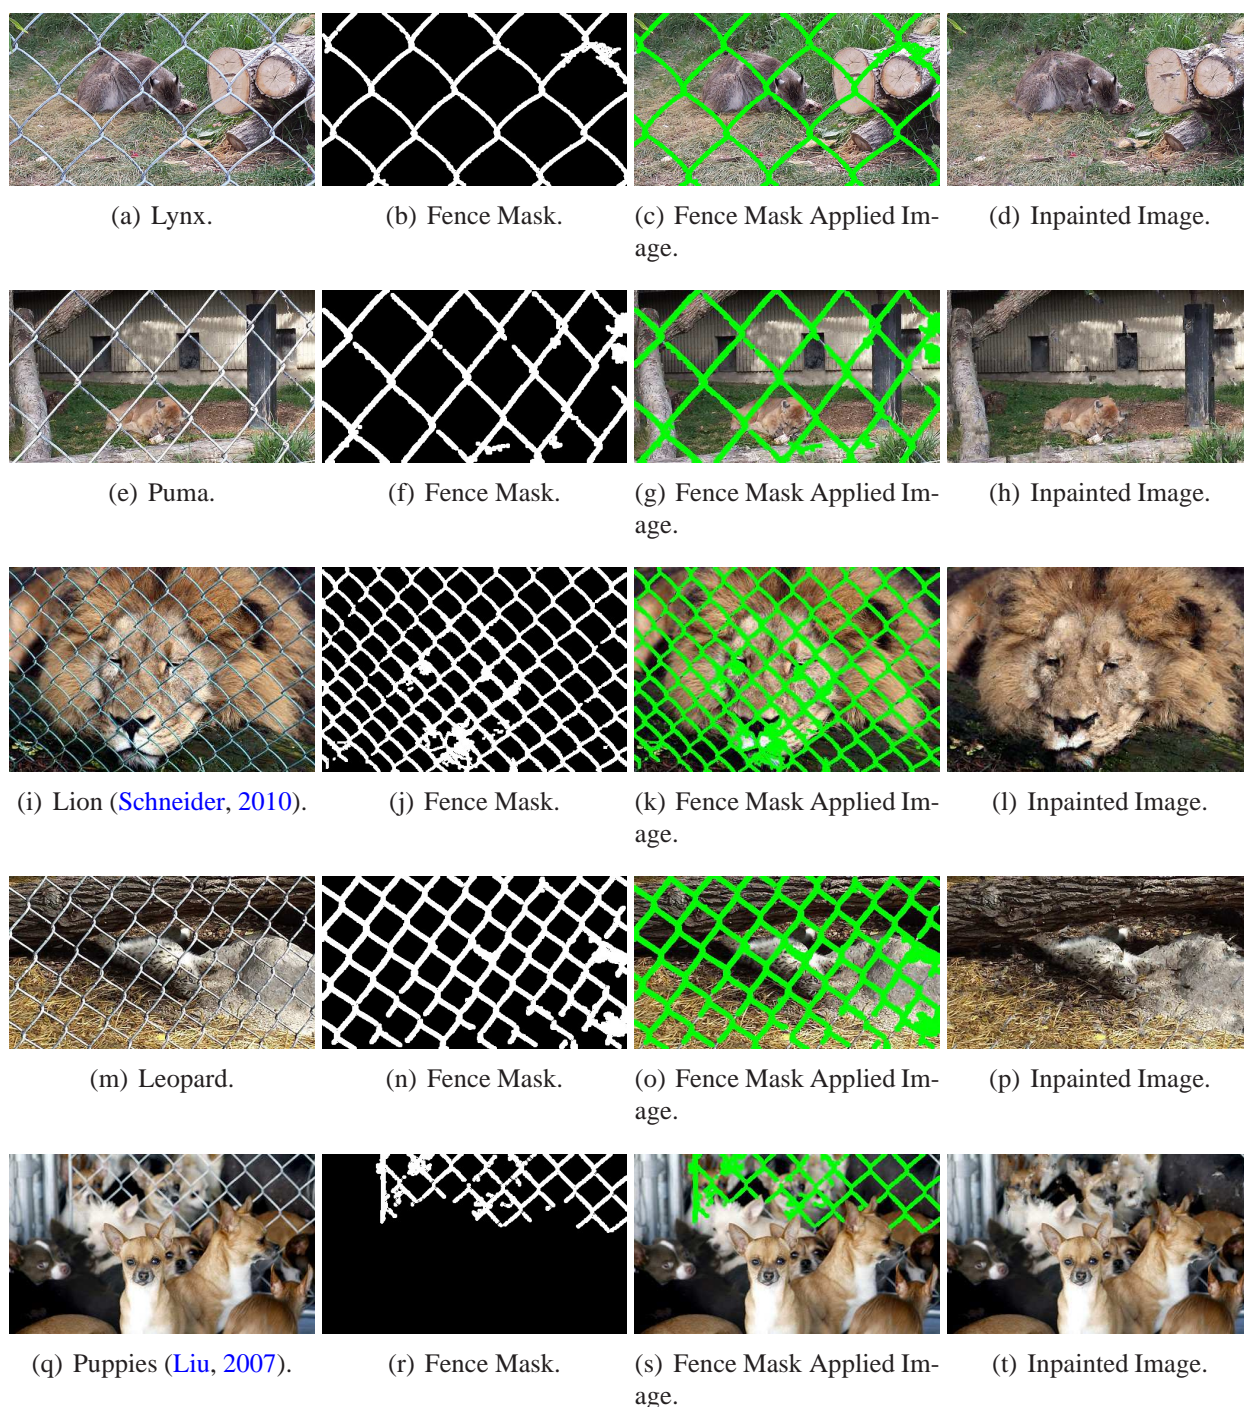 (a) Lynx.
(b) Fence Mask.
(c) Fence Mask Applied Im-
age.
(d) Inpainted Image.
(e) Puma.
(f) Fence Mask.
(g) Fence Mask Applied Im-
age.
(h) Inpainted Image.
(i) Lion (Schneider, 2010).
(j) Fence Mask.
(k) Fence Mask Applied Im-
age.
(l) Inpainted Image.
(m) Leopard.
(n) Fence Mask.
(o) Fence Mask Applied Im-
age.
(p) Inpainted Image.
(q) Puppies (Liu, 2007).
(r) Fence Mask.
(s) Fence Mask Applied Im-
age.
(t) Inpainted Image.